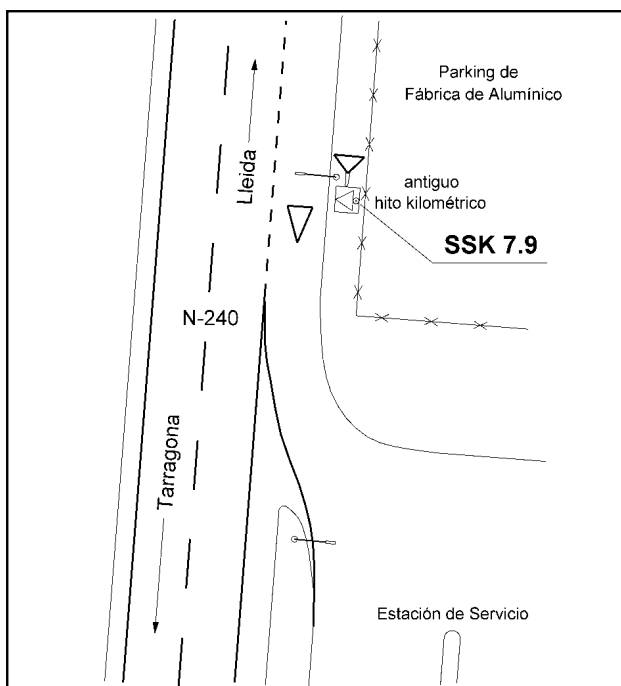 Parking de
Fábrica de Alumínico
Lleida
antiguo
hito kilométrico
SSK 7.9
N-240
Tarragona
Estación de Servicio